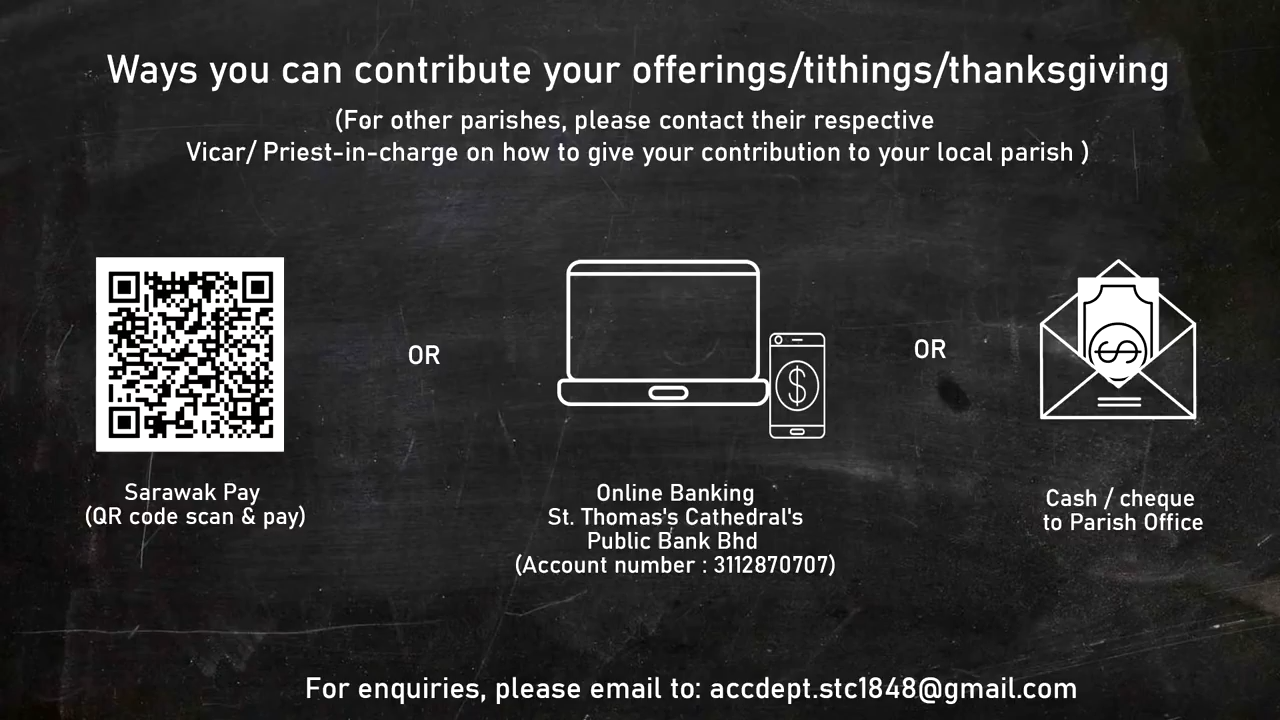 Ways you can contribute your offerings/tithings/thanksgiving
(For other parishes, please contact their respective
Vicar/ Priest-in-charge on how to give your contribution to your local parish )
OR
OR
Sarawak Pay
(QR code scan & pay)
Online Banking
St. Thomas's Cathedral's
Public Bank Bhd
(Account number : 3112870707)
Cash / cheque
to Parish Office
For enquiries, please email to: accdept.stc1848@gmail.com